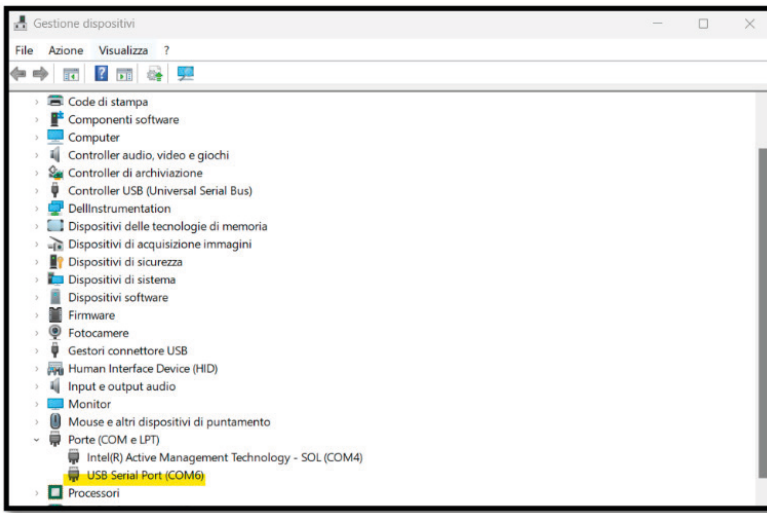 Gestione dispositivi
File Azione Visualizza ?
Code di stampa
Componenti software
Computer
Controller audio, video e giochi
Controller di archiviazione
Controller USB (Universal Serial Bus)
DellInstrumentation
Dispositivi delle tecnologie di memoria
Dispositivi di acquisizione immagini
Dispositivi di sicurezza
Dispositivi di sistema
Dispositivi software
Firmware
Fotocamere
Gestori connettore USB
Human Interface Device (HID)
Input e output audio
Monitor
Mouse e altri dispositivi di puntamento
Porte (COM e LPT)
Intel(R) Active Management Technology - SOL (COM4)
USB Serial Port (COM6)
Processori